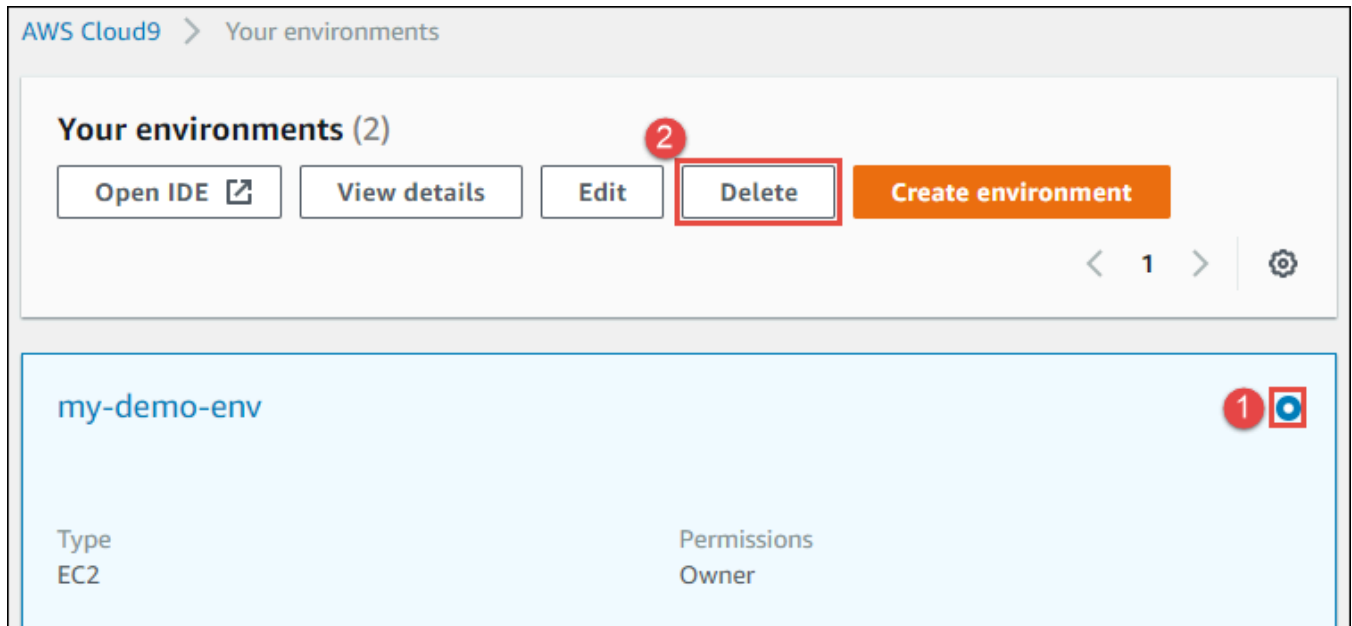 AWS Cloud9 > Your environments
Your environments (2)
2
Open IDE View details Edit Delete Create environment
< 1 >
my-demo-env
1
Type Permissions
EC2 Owner